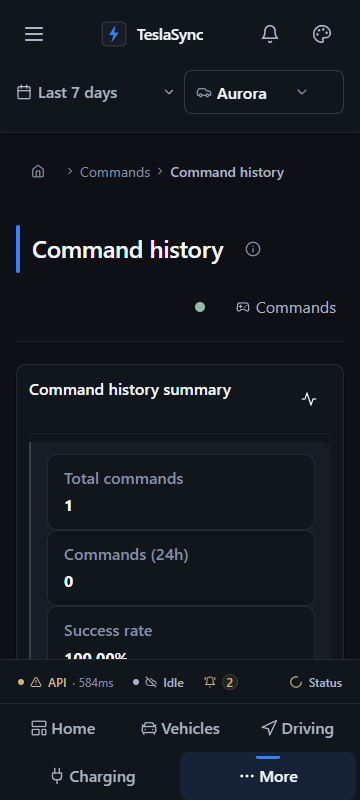 TeslaSync
Last 7 days
Aurora
Commands
Command history
Command history
Commands
Command history summary
Total commands
1
Commands (24h)
0
Success rate
100.00%
API · 584ms
Idle
2
Status
Home
Vehicles
Driving
Charging
More